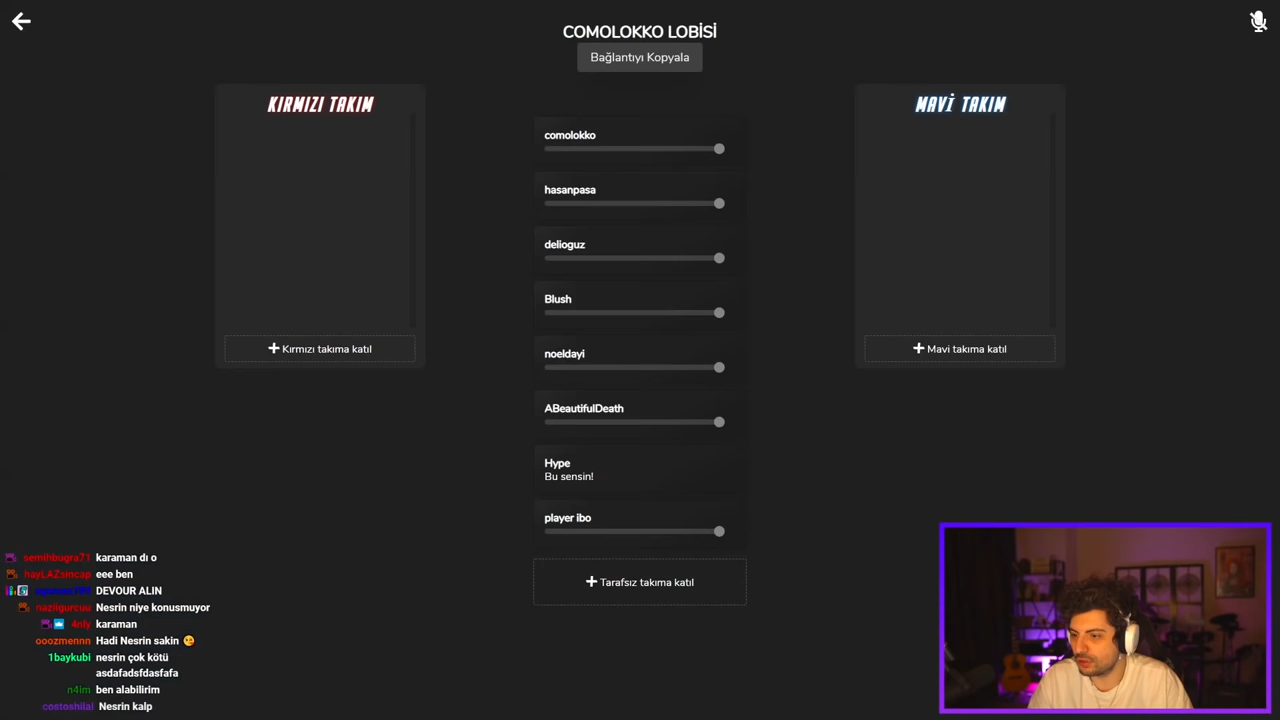 COMOLOKKO LOBİSİ
Bağlantıyı Kopyala
KIRMIZI TAKIM
+ Kırmızı takıma katıl
comolokko
hasanpasa
delioguz
Blush
noeldayi
ABeautifulDeath
Hype
Bu sensin!
player ibo
+ Tarafsız takıma katıl
MAVİ TAKIM
+ Mavi takıma katıl
semihbugra71 karaman dı o
hayLAZsmcap eee ben
DEVOUR ALIN
naziigurcuu Nesrin niye konusmuyor
4nly karaman
ooozmennn Hadi Nesrin sakin
1baykubi nesrin çok kötü
asdafadsfdasfafa
n4im ben alabilirim
costoshilai Nesrin kalp